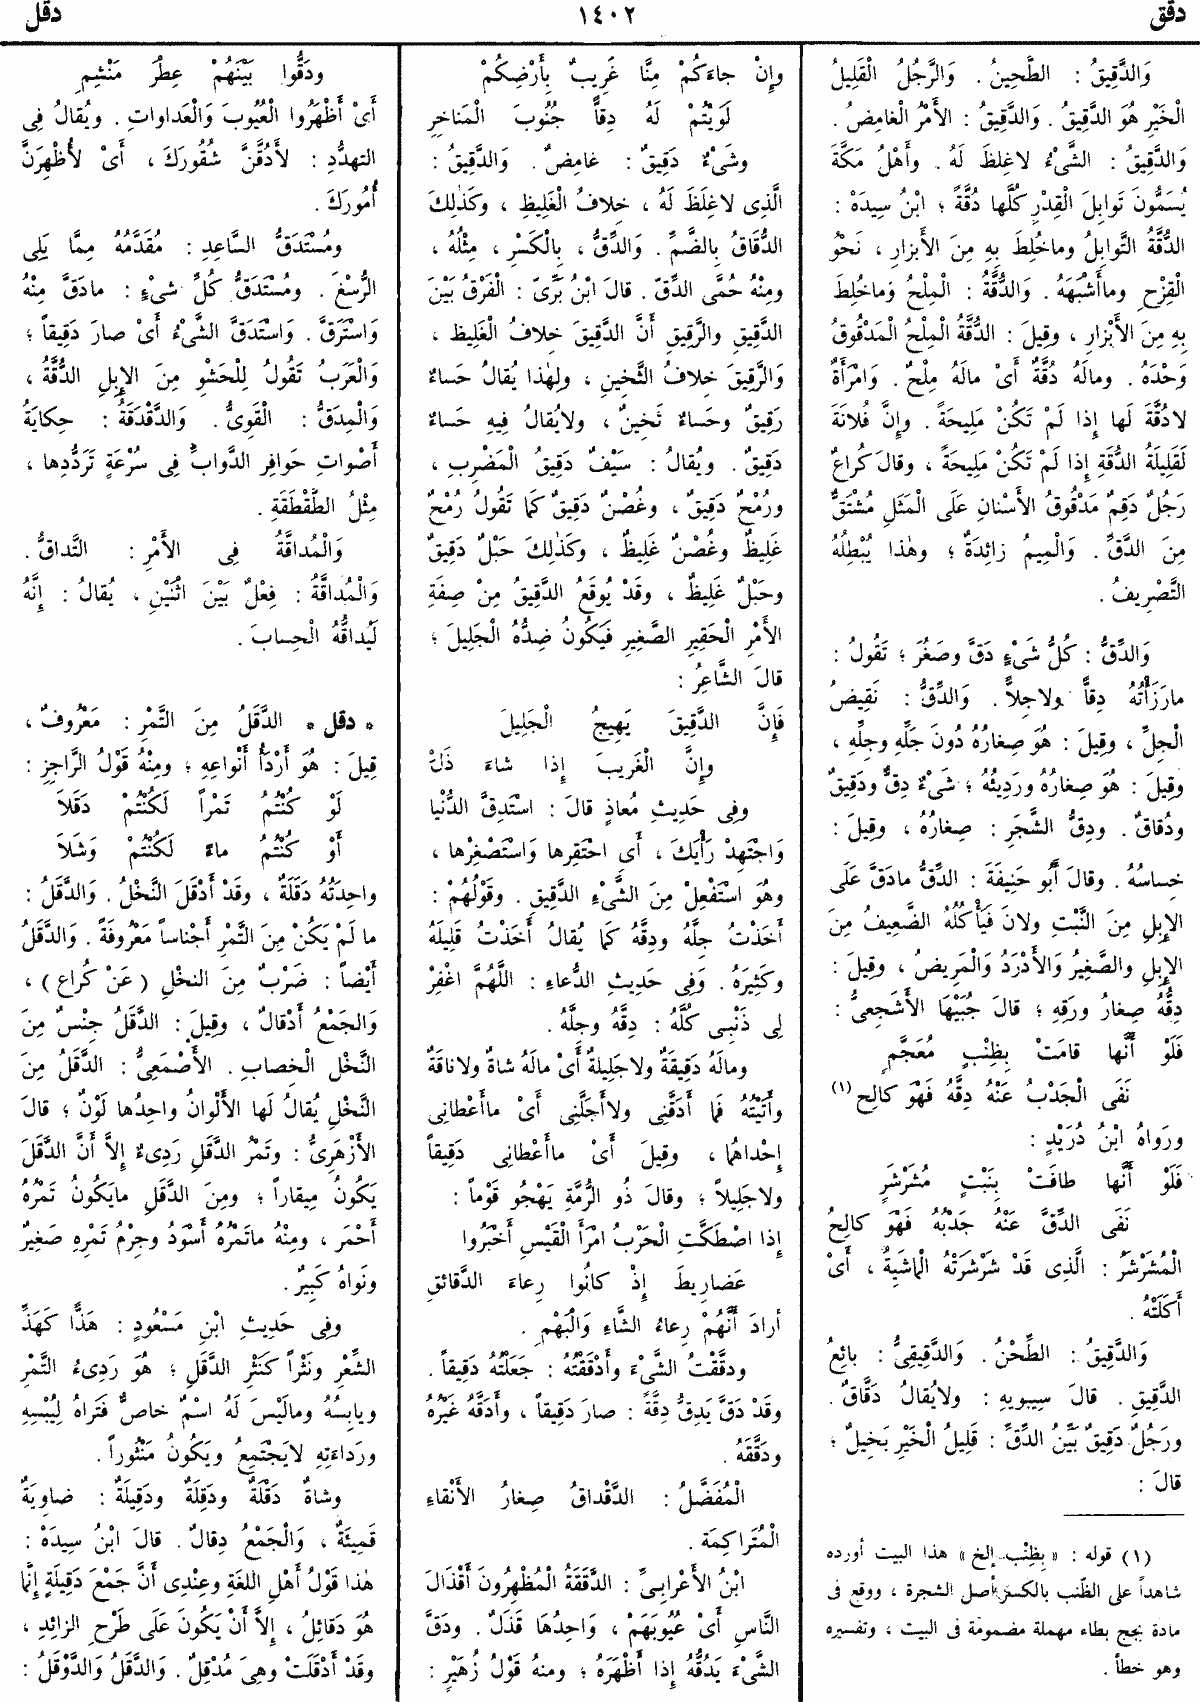 دقق
١٤٠٢
دقل
وَالدَّقِيقُ : الطَّحِينُ . وَالرَّجُلُ الْقَلِيلُ
الْخَيْرِ هُوَ الدَّقِيقُ . وَالدَّقِيقُ : الأَمْرُ الْغامِضُ .
وَالدَّقِيقُ : الشَّىْءُ لاغِلَظَ لَهُ . وأَهْلُ مَكَّةَ
يُسَمُّونَ تَوابِلَ الْقِدْرِ كُلَّها دُقَّةً ؛ ابْنُ سِيدَهْ :
الدُّقَّةُ التَّوابِلُ وماخُلِطَ بِهِ مِنَ الأَبزارِ ، نَحْوُ
الْقِزْحِ وماأَشْبَهَهُ . وَالدُّقَّةُ : الْمِلْحُ وَماخُلِطَ
بِهِ مِنَ الأَبْزارِ ، وقِيلَ : الدُّقَّةُ الْمِلْحُ الْمَدْقُوقُ
وَحْدَهُ . ومالَهُ دُقَّةٌ أَىْ مالَهُ مِلْحٌ . وَامْرَأَةٌ
لادُقَّةَ لَها إِذا لَمْ تَكُنْ مَلِيحَةً . وإِنَّ فُلانَةَ
لَقَلِيلَةُ الدُّقَّةِ إِذا لَمْ تَكُنْ مَلِيحَةً ، وقالَ كُراعٌ
رَجُلٌ دَقِمٌ مَدْقُوقُ الأَسْنانِ عَلَى الْمَثَلِ مُشْتَقٌّ
مِنَ الدَّقِّ . وَالْمِيمُ زائِدَةٌ ؛ وهٰذا يُبْطِلُهُ
التَّصْرِيفُ .
وَالدِّقُّ : كُلُّ شَىْءٍ دَقَّ وصَغُرَ ؛ تَقُولُ :
مارَزَأْتُهُ دِقاًّ ولاجِلاًّ . وَالدِّقُّ : نَقِيضُ
الْجِلِّ ، وقِيلَ : هُوَ صِغارُهُ دُونَ جَلِّهِ وجِلِّهِ ،
وقِيلَ : هُوَ صِغارُهُ ورَدِيئُهُ ؛ شَىْءٌ دِقٌّ ودَقِيقٌ
ودُقاقٌ . ودِقُّ الشَّجَرِ : صِغارُهُ ، وقِيلَ :
خِساسُهُ . وقالَ أَبُو حَنِيفَةَ : الدِّقُّ مادَقَّ عَلَى
الإِبِلِ مِنَ النَّبْتِ ولانَ فَيَأْكُلُهُ الضَّعِيفُ مِنَ
الإِبِلِ والصَّغِيرُ وَالأَدْرَدُ وَالْمَرِيضُ ، وقِيلَ :
دِقُّهُ صِغارُ ورَقِهِ ؛ قالَ جُبَيْهَا الأَشْجَعِىُّ :
فَلَوْ أَنَّها قامَتْ بِظِنْبٍ مُعَجَّمٍ
نَفَى الْجَدْبُ عَنْهُ دِقَّهُ فَهْوَ كالِحُ (١)
ورَواهُ ابْنُ دُرَيْدٍ :
فَلَوْ أَنَّها طافَتْ بِنَبْتٍ مُشَرْشَرٍ
نَفَى الدِّقَّ عَنْهُ جَدْبُهُ فَهْوَ كالِحُ
الْمُشَرْشَرُ : الَّذِى قَدْ شَرْشَرَتْهُ الْماشِيَةُ ، أَىْ
أَكَلَتْهُ .
وَالدَّقِيقُ : الطِّحْنُ . وَالدَّقِيقِىُّ : بائِعُ
الدَّقِيقِ . قالَ سِيبويهِ : ولايُقالُ دَقَّاقٌ .
ورَجُلٌ دَقِيقٌ بَيِّنُ الدِّقِّ : قَلِيلُ الْخَيْرِ بَخِيلٌ ؛
قالَ :
(١) قوله : « بِظِنْبٍ إلخ » هذا البيت أورده
شاهداً على الظّنب بالكسر أصل الشجرة ، ووقع فى
مادة بجج بطاء مهملة مضمومة فى البيت ، وتفسيره
وهو خطأ .
وإِنْ جاءَكُمْ مِنَّا غَرِيبٌ بِأَرْضِكُمْ
لَوَيْتُمْ لَهُ دِقاًّ جُنُوبَ الْمَناخِرِ
وشَىْءٌ دَقِيقٌ : غامِضٌ . وَالدَّقِيقُ :
الَّذِى لاغِلَظَ لَهُ ، خِلافُ الْغَلِيظِ ، وكَذٰلِكَ
الدُّقاقُ بِالضَّمِّ . وَالدِّقُّ ، بِالْكَسْرِ ، مِثْلُهُ ،
ومِنْهُ حُمَّى الدِّقِّ . قالَ ابْنُ بَرِّىّ : الْفَرْقُ بَيْنَ
الدَّقِيقِ والرَّقِيقِ أَنَّ الدَّقِيقَ خِلافُ الْغَلِيظِ ،
وَالرَّقِيقَ خِلافُ الثَّخِينِ ، ولِهٰذا يُقالُ حَساءٌ
رَقِيقٌ وحَساءٌ ثَخِينٌ ، ولايُقالُ فِيهِ حَساءٌ
دَقِيقٌ . ويُقالُ : سَيْفٌ دَقِيقُ الْمَضْرِبِ ،
ورُمْحٌ دَقِيقٌ ، وغُصْنٌ دَقِيقٌ كَما تَقُولُ رُمْحٌ
غَلِيظٌ وغُصْنٌ غَلِيظٌ ، وكَذٰلِكَ حَبْلٌ دَقِيقٌ
وحَبْلٌ غَلِيظٌ ، وقَدْ يُوقَعُ الدَّقِيقُ مِنْ صِفَةِ
الأَمْرِ الْحَقِيرِ الصَّغِيرِ فَيَكُونُ ضِدُّهُ الْجَلِيلَ ؛
قالَ الشَّاعِرُ :
فَإِنَّ الدَّقِيقَ يَهِيجُ الْجَلِيلَ
وإِنَّ الْغَرِيبَ إِذا شاءَ ذَلّْ
وفِى حَدِيثِ مُعاذٍ قالَ : اسْتَدِقَّ الدُّنْيا
وَاجْتَهِدْ رَأْيَكَ ، أَى احْتَقِرها وَاسْتَصْغِرْها ،
وهُوَ اسْتَفْعِلْ مِنَ الشَّىْءِ الدَّقِيقِ . وقَوْلُهُمْ :
أَخَذْتُ جِلَّهُ ودِقَّهُ كَما يُقالُ أَخَذْتُ قَلِيلَهُ
وكَثِيرَهُ . وَفِى حَدِيثِ الدُّعاءِ : اللَّهُمَّ اغْفِرْ
لِى ذَنْبِى كُلَّهُ : دِقَّهُ وجِلَّهُ .
ومالَهُ دَقِيقَةٌ ولاجَلِيلةٌ أَىْ مالَهُ شاةٌ ولاناقَةٌ
وأَتَيْتُهُ فَما أَدَقَّنِى ولاأَجَلَّنِى أَىْ ماأَعْطانِى
إِحْداهُما ، وقِيلَ أَىْ ماأَعْطانِى دَقِيقاً
ولاجَلِيلاً ؛ وقالَ ذُو الرُّمَّةِ يَهْجُو قَوْماً :
إِذا اصْطَكَّتِ الْحَرْبُ امْرَأَ الْقَيْسِ أَخْبَرُوا
عَضارِيطَ إِذْ كانُوا رِعاءَ الدَّقائقِ
أرادَ أَنَّهُمْ رِعاءُ الشَّاءِ وَالْبَهْمِ .
ودقَّقْتُ الشَّىْءَ وأَدْقَقْتُهُ : جَعَلْتُهُ دَقِيقاً .
وقَدْ دَقَّ يَدِقُّ دِقَّةً : صارَ دَقِيقاً ، وأَدَقَّهُ غَيْرُهُ
ودَقَّقَهُ .
الْمُفَضَّلُ : الدَّقْداقُ صِغارُ الأَنْقاءِ
الْمُتَراكِمَة .
ابْنُ الأَعْرابِىِّ : الدَّقَقَةُ الْمُظْهِرُونَ أَقْذالَ
النَّاسِ أَىْ عُيُوبَهَمْ ، وَاحِدُهَا قَذَلٌ . ودَقَّ
الشَّىْءَ يَدُقُّهُ إِذا أَظْهَرَهُ ؛ ومنهُ قَوْلُ زُهَيْرٍ :
ودَقُّوا بَيْنَهُمْ عِطْرَ مَنْشِمِ
أَىْ أَظْهَرُوا الْعُيُوبَ وَالْعَداواتِ . ويُقالُ فِى
التهدُّدِ : لأَدُقَّنَّ شُقُورَكَ ، أَىْ لأُظْهِرَنَّ
أُمُورَكَ .
ومُسْتَدَقُّ السَّاعِدِ : مُقَدَّمُهُ مِمَّا يَلِى
الرُّسْغَ . ومُسْتَدَقُّ كُلِّ شىْءٍ : مادَقَّ مِنْهُ
وَاسْتَرَقَّ . وَاسْتَدَقَّ الشَّىْءُ أَىْ صارَ دَقِيقاً ؛
وَالْعَرَبُ تَقُولُ لِلْحَشْوِ مِنَ الإِبِلِ الدُّقَّةُ ،
وَالْمِدَقُّ : الْقَوِىُّ . وَالدَّقْدَقَةُ : حِكايَةُ
أَصْواتِ حَوافِرِ الدَّوابِّ فِى سُرْعَةِ تَرَدُّدِها ،
مِثْلُ الطَّقْطَقَةِ .
وَالْمُداقَّةُ فِى الأَمْرِ : التَّداقُّ .
وَالْمُداقَّةُ : فِعْلٌ بَيْنَ اثْنَيْنِ ، يُقالُ : إِنَّهُ
لَيُداقُّهُ الْحِسابَ .
* دقل * الدَّقَلُ مِنَ التَّمْرِ : مَعْرُوفٌ ،
قِيلَ : هُوَ أَرْدَأُ أَنْواعِهِ ؛ ومِنْهُ قَوْلُ الرَّاجِزِ :
لَوْ كُنْتُمُ تَمْراً لَكُنْتُمْ دَقَلاَ
أَوْ كُنْتُمُ ماءً لَكُنْتُمْ وَشَلاَ
واحِدَتُهُ دَقَلَةٌ ، وقَدْ أَدْقَلَ النَّخْلُ . وَالدَّقَلُ :
ما لَمْ يَكُنْ مِنَ التَّمْرِ أَجْناساً مَعْرُوفَةً . وَالدَّقَلُ
أَيْضاً : ضَرْبٌ مِنَ النخْلِ ( عَنْ كُراعٍ ) ،
وَالجَمْعُ أَدْقالٌ ، وقِيلَ : الدَّقَلُ جِنْسٌ مِنَ
النَّخْلِ الْخِصابِ . الأَصْمَعِىُّ : الدَّقَلُ مِنَ
النَّخْلِ يُقالُ لَها الأَلْوانُ واحِدُها لَوْنٌ ؛ قالَ
الأَزْهَرِىُّ : وتَمْرُ الدَّقَلِ رَدِىءٌ إِلاَّ أَنَّ الدَّقَلَ
يَكُونُ مِيقاراً ؛ ومِنَ الدَّقَلِ مايَكُونُ تَمْرُهُ
أَحْمَرَ ، ومِنْهُ ماتَمْرُهُ أَسْوَدُ وجِرْمُ تَمْرِهِ صَغِيرٌ
ونَواهُ كَبِيرٌ .
وفِى حَدِيثِ ابْنِ مَسْعُودٍ : هَذًّا كَهَذِّ
الشِّعْرِ ونَثْراً كَنَثْرِ الدَّقَلِ ؛ هُوَ رَدِىءُ التَّمْرِ
ويابِسُهُ ومالَيْسَ لَهُ اسْمٌ خاصٌّ فَتَراهُ لِيُبْسِهِ
ورَداءَتِهِ لايَجْتَمِعُ ويَكُونُ مَنْثُوراً .
وشاةٌ دَقْلَةٌ ودَقِلَةٌ ودَقِيلَةٌ : ضاوِيَةٌ
قَمِيئَةٌ ، وَالْجَمْعُ دِقالٌ . قالَ ابْنُ سِيدَهْ :
هٰذا قَوْلُ أَهْلِ اللغَةِ وعِنْدِى أَنَّ جَمْعَ دَقِيلَةٍ إِنَّما
هُوَ دَقائِلُ ، إِلاَّ أَنْ يَكُونَ عَلَى طَرْحِ الزائِدِ ،
وقَدْ أَدْقَلَتْ وهِىَ مُدْقِلٌ . وَالدَّقَلُ وَالدَّوْقَلُ :